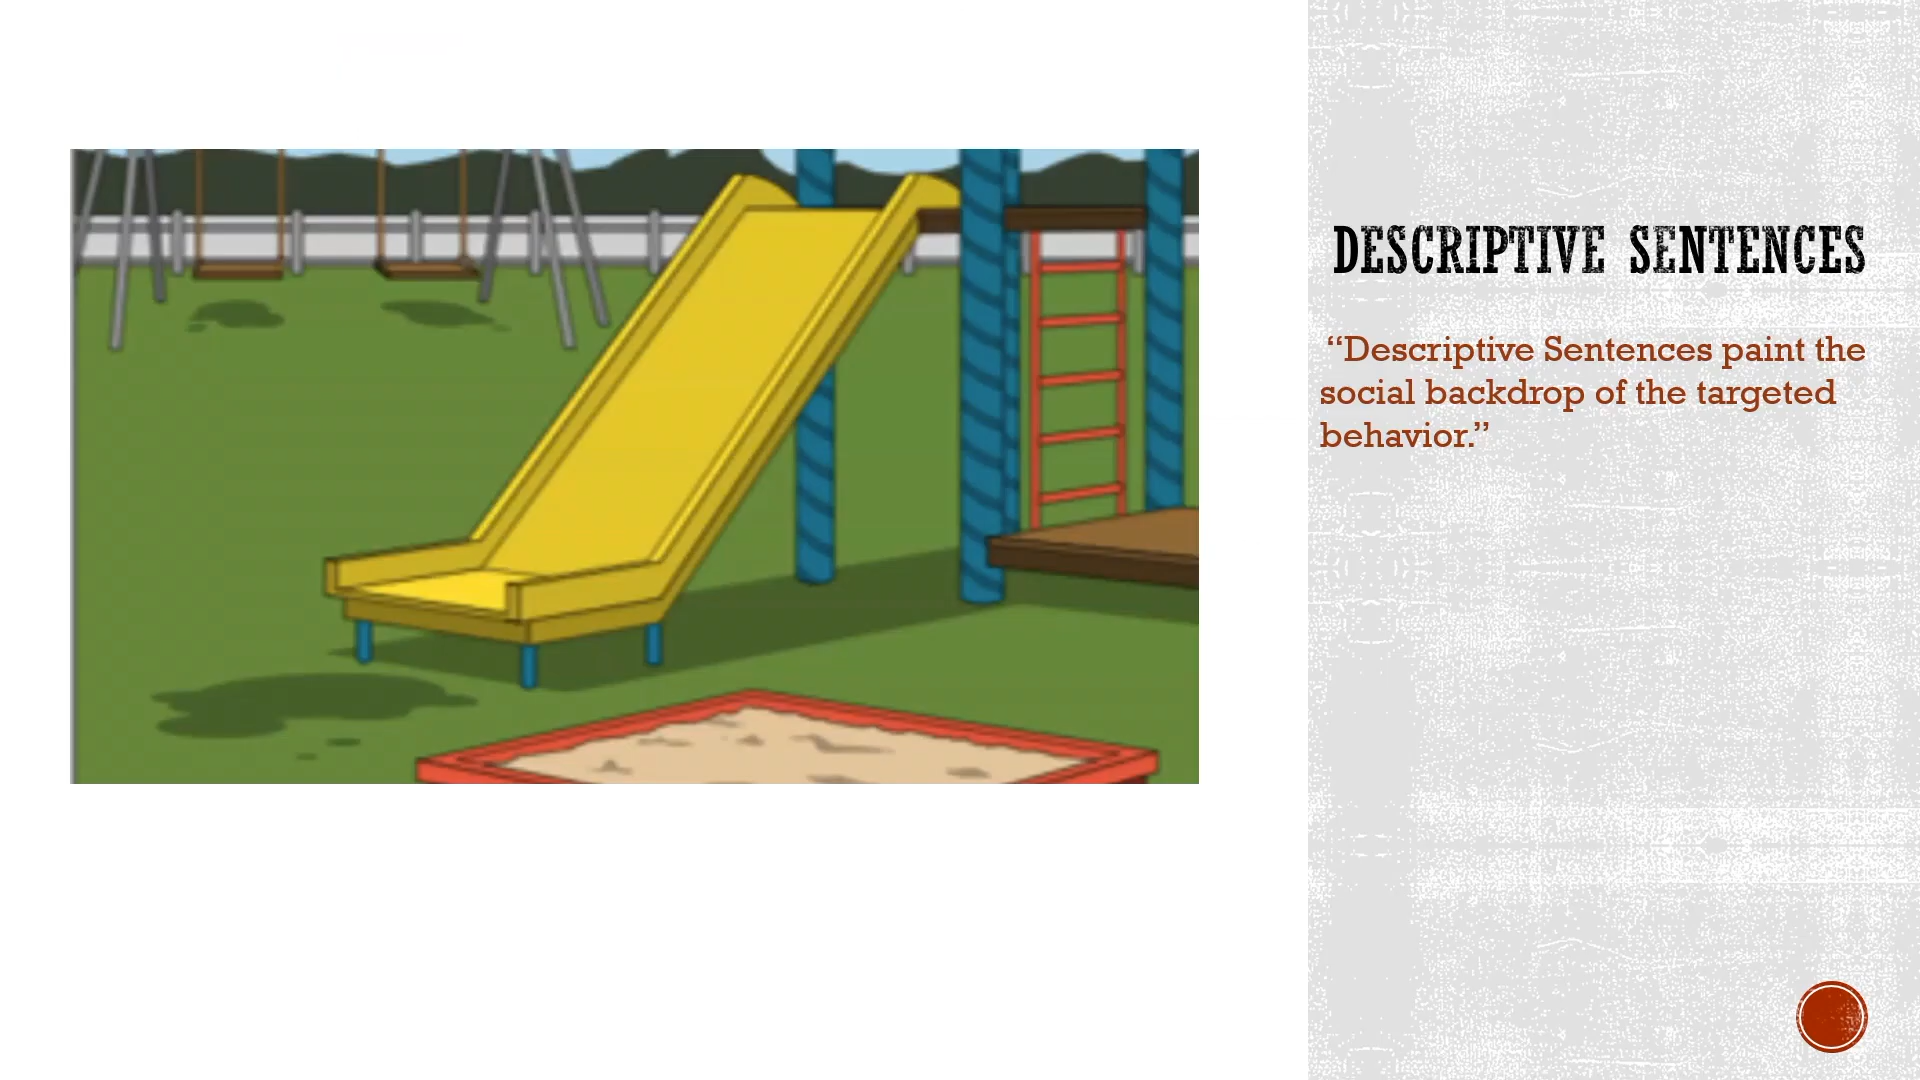 DESCRIPTIVE SENTENCES
“Descriptive Sentences paint the
social backdrop of the targeted
behavior.”